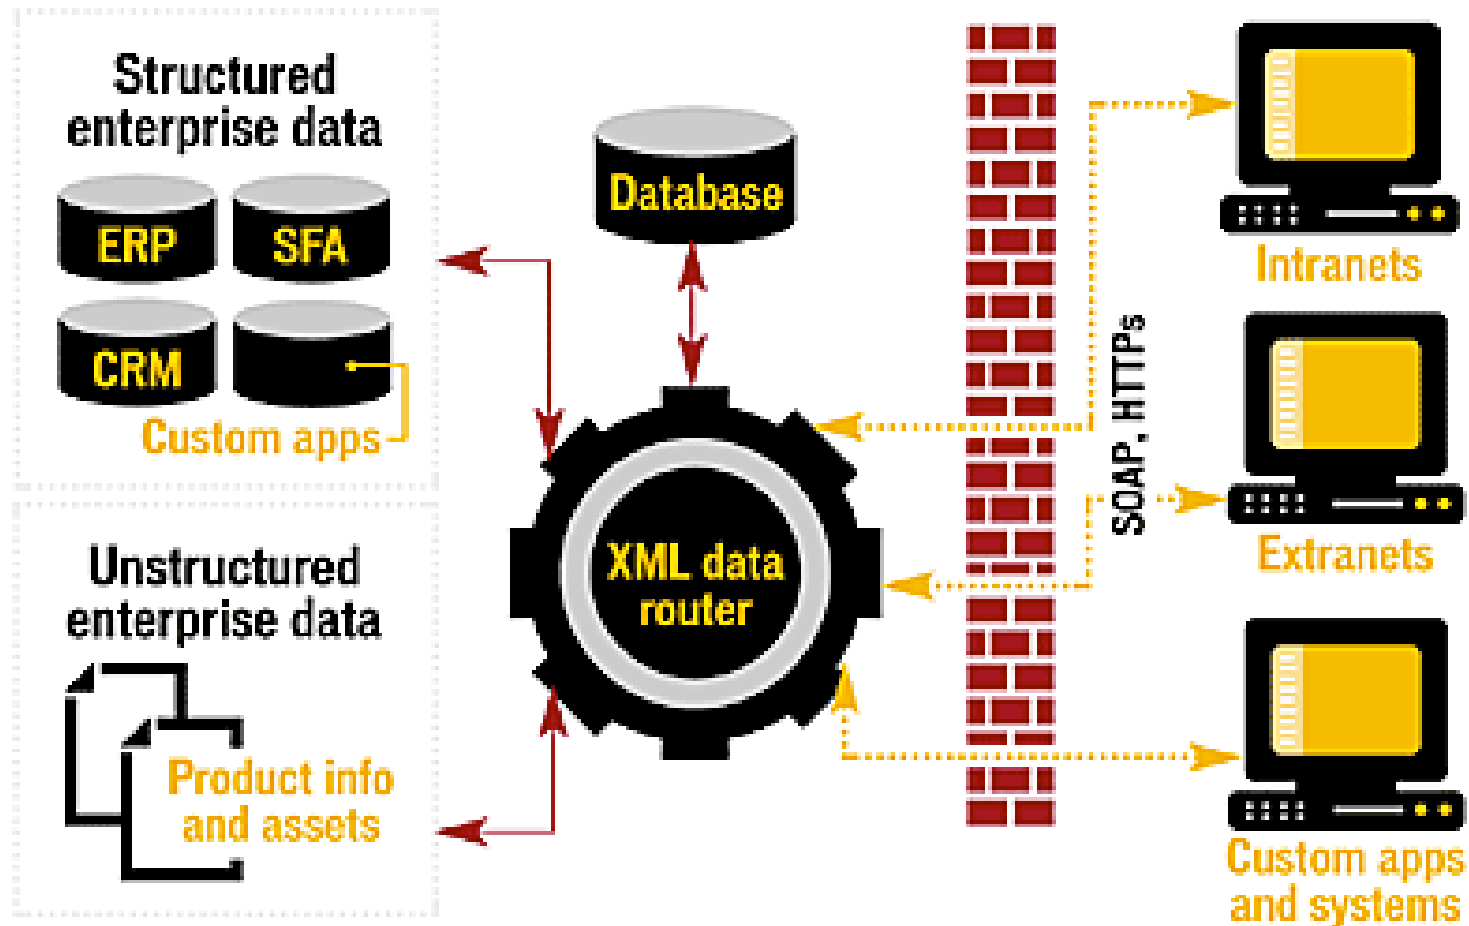 Structured
enterprise data
ERP
SFA
CRM
Custom apps
Unstructured
enterprise data
Product info
and assets
Database
XML data
router
SOAP, HTTPs
Intranets
Extranets
Custom apps
and systems